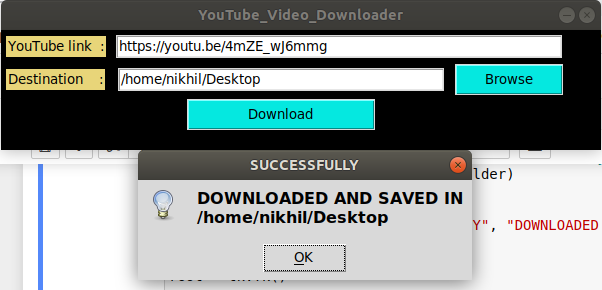 YouTube_Video_Downloader
YouTube link :
https://youtu.be/4mZE_wJ6mmg
Destination :
/home/nikhil/Desktop
Browse
Download
SUCCESSFULLY
lder)
DOWNLOADED AND SAVED IN
/home/nikhil/Desktop
Y", "DOWNLOADED
OK